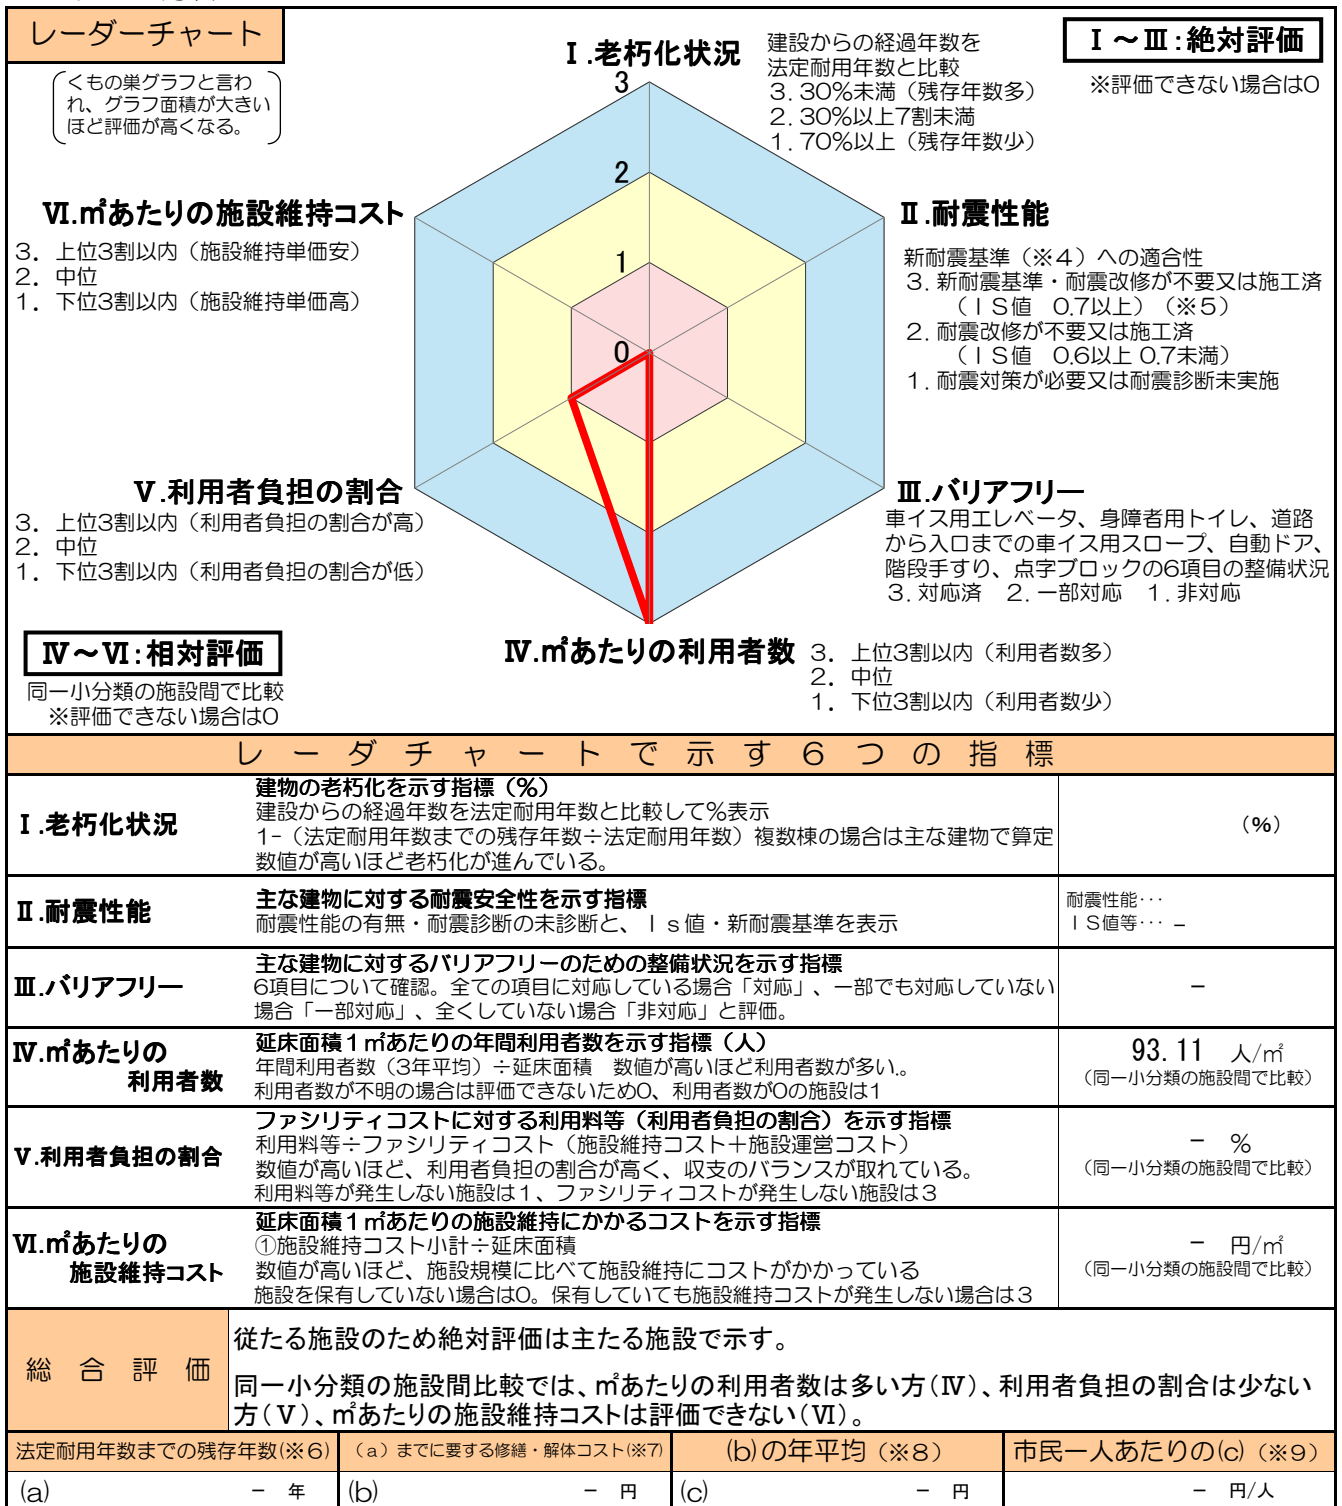 レーダーチャート
くもの巣グラフと言わ
れ、グラフ面積が大きい
ほど評価が高くなる。
Ⅰ.老朽化状況
建設からの経過年数を
法定耐用年数と比較
3. 30%未満（残存年数多）
2. 30%以上7割未満
1. 70%以上（残存年数少）
Ⅰ～Ⅲ：絶対評価
※評価できない場合は0
3
2
1
0
Ⅵ.㎡あたりの施設維持コスト
3. 上位3割以内（施設維持単価安）
2. 中位
1. 下位3割以内（施設維持単価高）
Ⅱ.耐震性能
新耐震基準（※４）への適合性
3. 新耐震基準・耐震改修が不要又は施工済
（ＩＳ値　0.7以上）（※５）
2. 耐震改修が不要又は施工済
（ＩＳ値　0.6以上 0.7未満）
1. 耐震対策が必要又は耐震診断未実施
Ⅴ.利用者負担の割合
3. 上位3割以内（利用者負担の割合が高）
2. 中位
1. 下位3割以内（利用者負担の割合が低）
Ⅲ.バリアフリー
車イス用エレベータ、身障者用トイレ、道路
から入口までの車イス用スロープ、自動ドア、
階段手すり、点字ブロックの6項目の整備状況
3. 対応済　2. 一部対応　1. 非対応
Ⅳ～Ⅵ：相対評価
同一小分類の施設間で比較
※評価できない場合は0
Ⅳ.㎡あたりの利用者数
3. 上位3割以内（利用者数多）
2. 中位
1. 下位3割以内（利用者数少）
レーダチャートで示す６つの指標
Ⅰ.老朽化状況
建物の老朽化を示す指標（％）
建設からの経過年数を法定耐用年数と比較して％表示
1-（法定耐用年数までの残存年数÷法定耐用年数）複数棟の場合は主な建物で算定
数値が高いほど老朽化が進んでいる。
（％）
Ⅱ.耐震性能
主な建物に対する耐震安全性を示す指標
耐震性能の有無・耐震診断の未診断と、Ｉｓ値・新耐震基準を表示
耐震性能…
ＩＳ値等… －
Ⅲ.バリアフリー
主な建物に対するバリアフリーのための整備状況を示す指標
6項目について確認。全ての項目に対応している場合「対応」、一部でも対応していない
場合「一部対応」、全くしていない場合「非対応」と評価。
－
Ⅳ.㎡あたりの
利用者数
延床面積１㎡あたりの年間利用者数を示す指標（人）
年間利用者数（3年平均）÷延床面積　数値が高いほど利用者数が多い。
利用者数が不明の場合は評価できないため0、利用者数が0の施設は1
93.11　人/㎡
（同一小分類の施設間で比較）
Ⅴ.利用者負担の割合
ファシリティコストに対する利用料等（利用者負担の割合）を示す指標
利用料等÷ファシリティコスト（施設維持コスト＋施設運営コスト）
数値が高いほど、利用者負担の割合が高く、収支のバランスが取れている。
利用料等が発生しない施設は１、ファシリティコストが発生しない施設は３
－　％
（同一小分類の施設間で比較）
Ⅵ.㎡あたりの
施設維持コスト
延床面積１㎡あたりの施設維持にかかるコストを示す指標
①施設維持コスト小計÷延床面積
数値が高いほど、施設規模に比べて施設維持にコストがかかっている
施設を保有していない場合は0。保有していても施設維持コストが発生しない場合は３
－　円/㎡
（同一小分類の施設間で比較）
総合評価
従たる施設のため絶対評価は主たる施設で示す。
同一小分類の施設間比較では、㎡あたりの利用者数は多い方(Ⅳ)、利用者負担の割合は少ない
方(Ⅴ)、㎡あたりの施設維持コストは評価できない(Ⅵ)。
法定耐用年数までの残存年数(※６)
（a）までに要する修繕・解体コスト(※7)
(b)の年平均（※８）
市民一人あたりの(c)（※９）
(a)　－　年
(b)　－　円
(c)　－　円
－　円/人